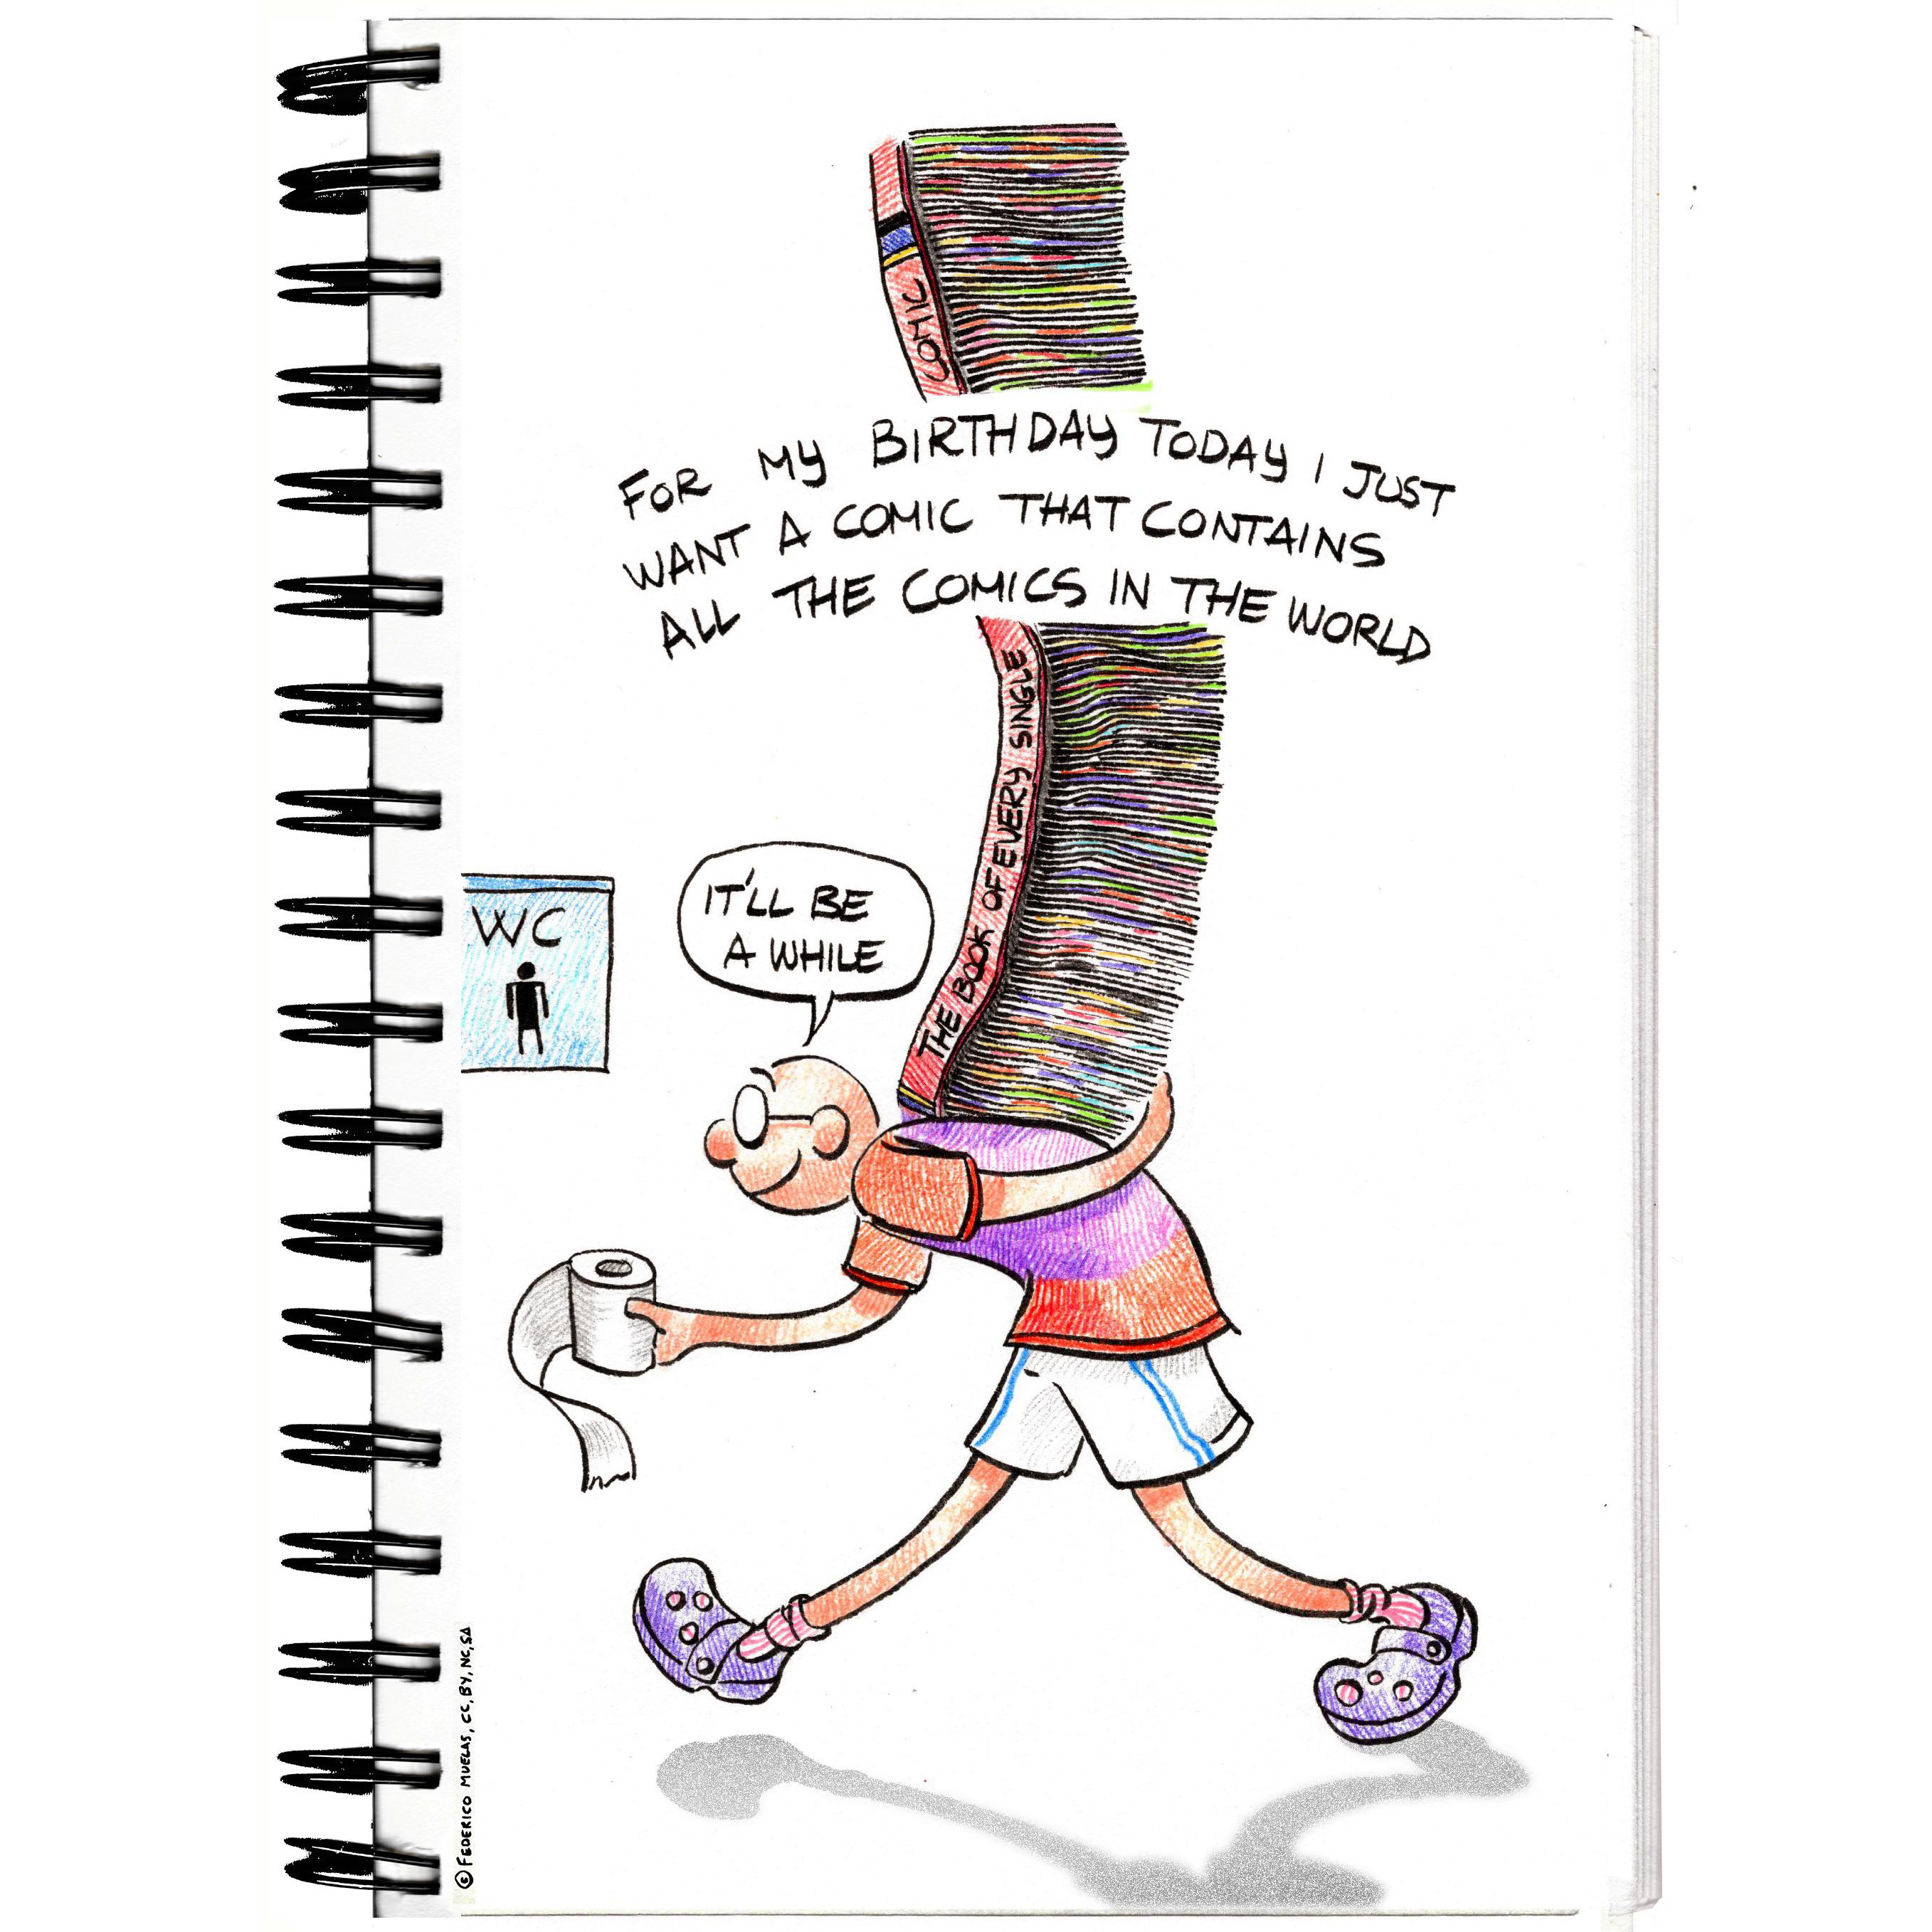 COMIC
FOR MY BIRTHDAY TODAY I JUST
WANT A COMIC THAT CONTAINS
ALL THE COMICS IN THE WORLD
THE BOOK OF EVERY SINGLE
IT'LL BE
A WHILE
WC
© FEDERICO MUELAS, CC, BY, NC, SA